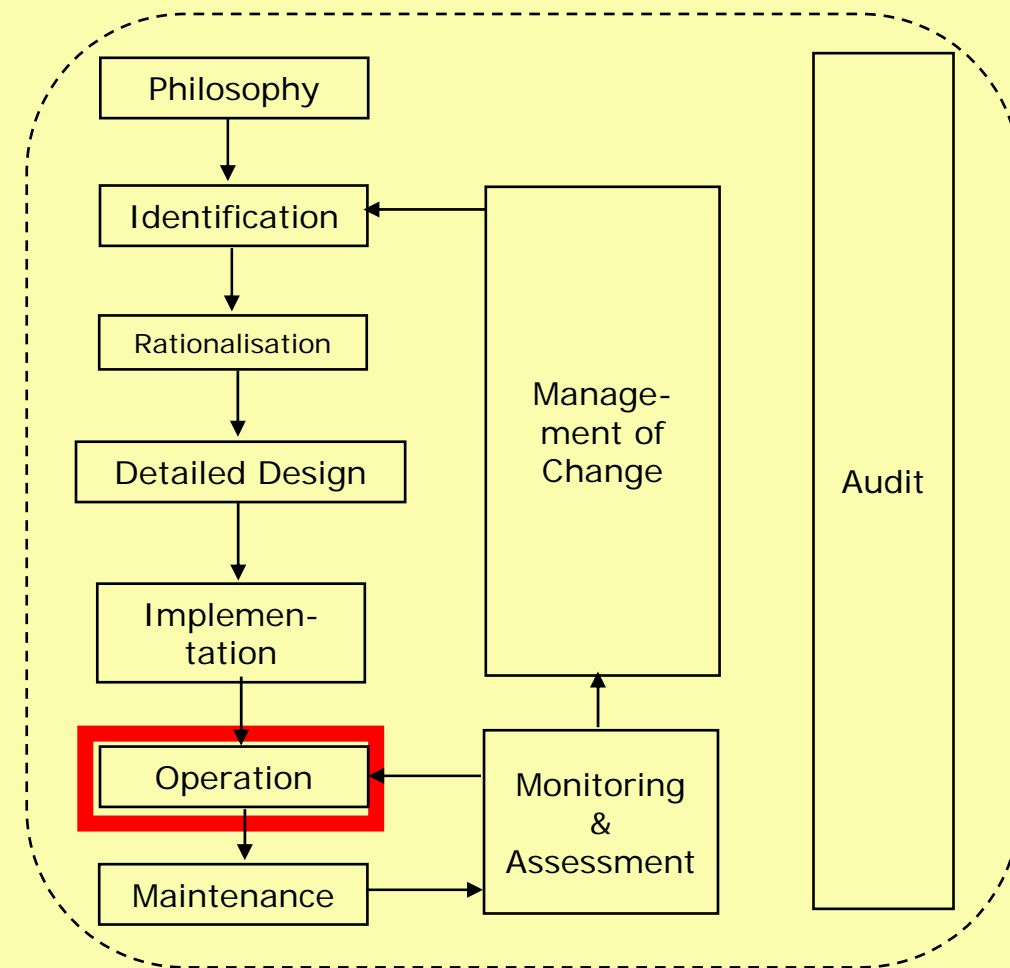 Philosophy
Identification
Rationalisation
Detailed Design
Implemen-
tation
Operation
Maintenance
Manage-
ment of
Change
Monitoring
&
Assessment
Audit